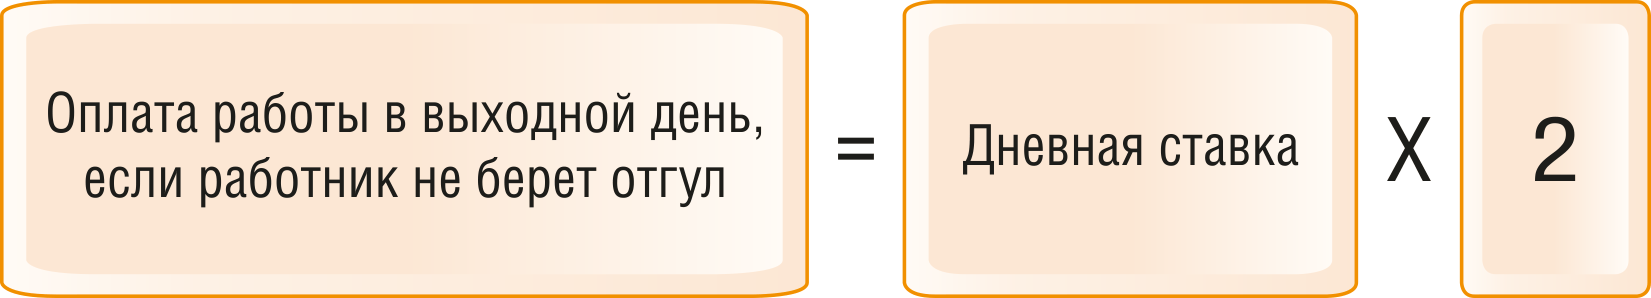 Оплата работы в выходной день,
если работник не берет отгул
=
Дневная ставка
X
2